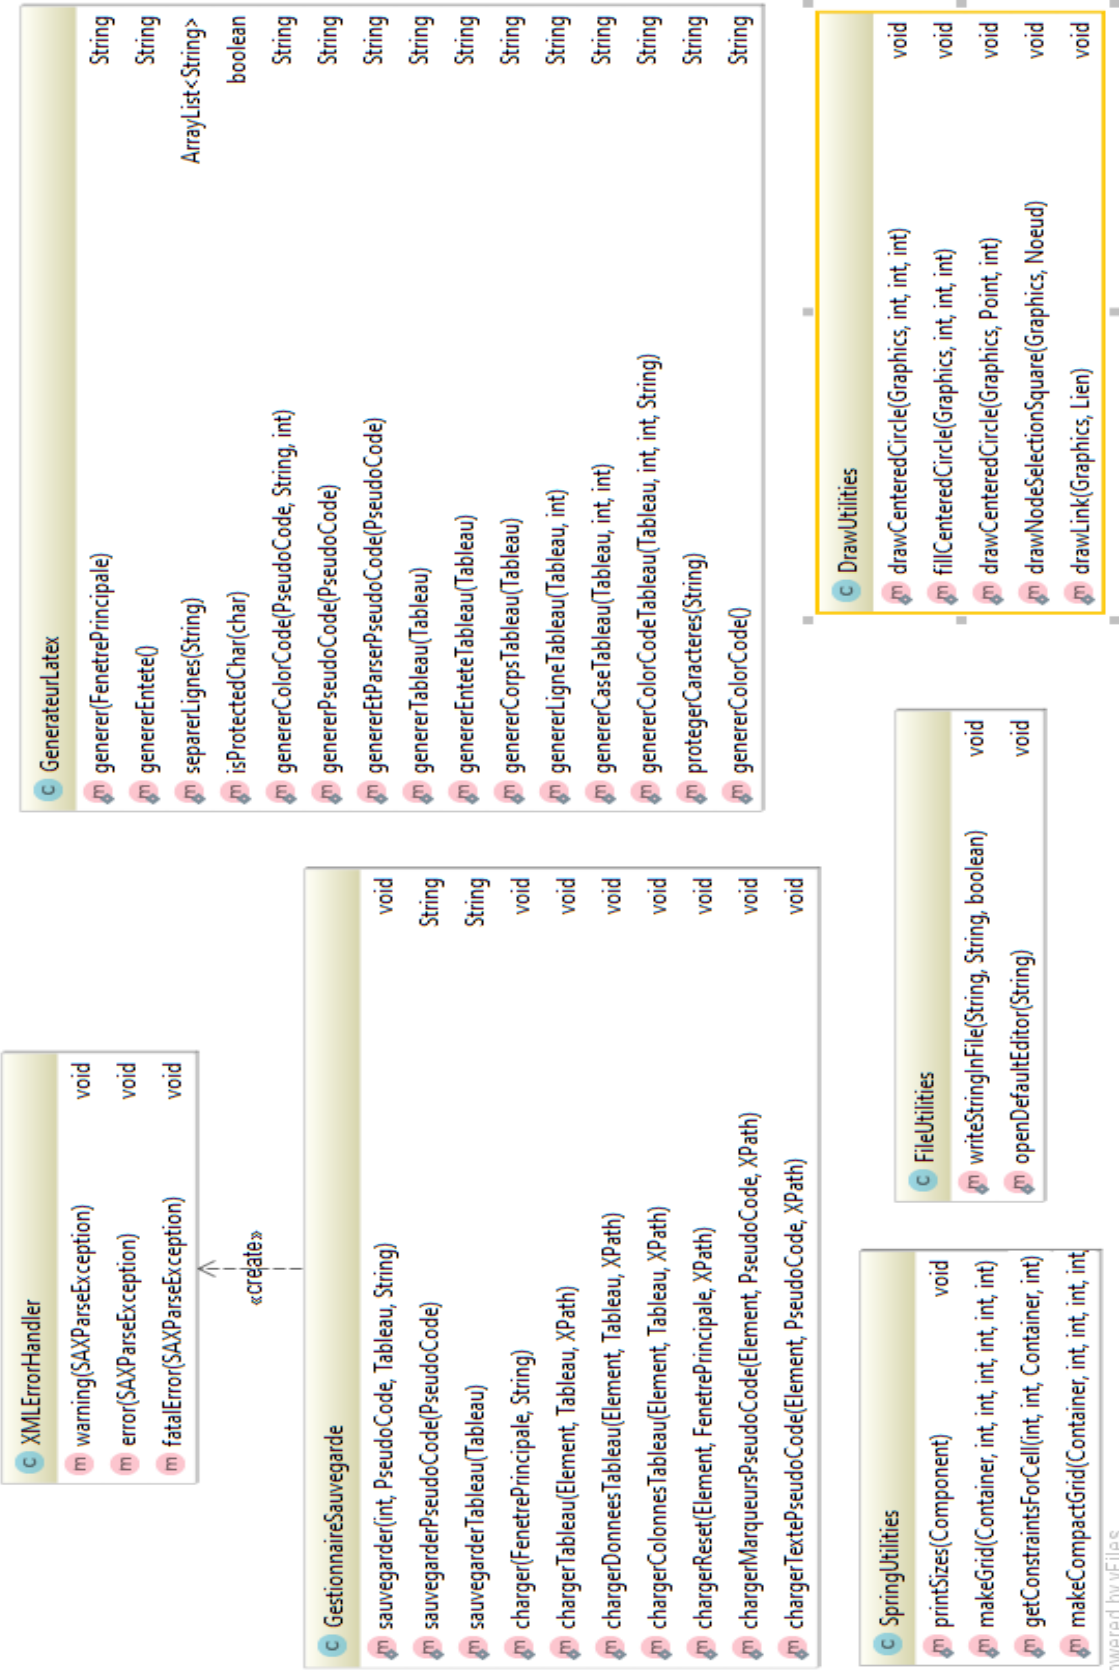 XMLErrorHandler
warning(SAXParseException) void
error(SAXParseException) void
fatalError(SAXParseException) void
«create»
GenerateurLatex
generer(FenetrePrincipale) String
genererEntete() String
separerLignes(String) ArrayList<String>
isProtectedChar(char) boolean
genererColorCode(PseudoCode, String, int) String
genererPseudoCode(PseudoCode) String
genererEtParserPseudoCode(PseudoCode) String
genererTableau(Tableau) String
genererEnteteTableau(Tableau) String
genererCorpsTableau(Tableau) String
genererLigneTableau(Tableau, int) String
genererCaseTableau(Tableau, int, int) String
genererColorCodeTableau(Tableau, int, int, String) String
protegerCaracteres(String) String
genererColorCode() String
GestionnaireSauvegarde
sauvegarder(int, PseudoCode, Tableau, String) void
sauvegarderPseudoCode(PseudoCode) String
sauvegarderTableau(Tableau) String
charger(FenetrePrincipale, String) void
chargerTableau(Element, Tableau, XPath) void
chargerDonnesTableau(Element, Tableau, XPath) void
chargerColonnesTableau(Element, Tableau, XPath) void
chargerReset(Element, FenetrePrincipale, XPath) void
chargerMarqueursPseudoCode(Element, PseudoCode, XPath) void
chargerTextePseudoCode(Element, PseudoCode, XPath) void
SpringUtilities
printSizes(Component) void
makeGrid(Container, int, int, int, int, int, int)
getConstraintsForCell(int, int, Container, int)
makeCompactGrid(Container, int, int, int, int,
FileUtilities
writeStringInFile(String, String, boolean) void
openDefaultEditor(String) void
DrawUtilities
drawCenteredCircle(Graphics, int, int, int) void
fillCenteredCircle(Graphics, int, int, int) void
drawCenteredCircle(Graphics, Point, int) void
drawNodeSelectionSquare(Graphics, Noeud) void
drawLink(Graphics, Lien) void
owered by yFiles